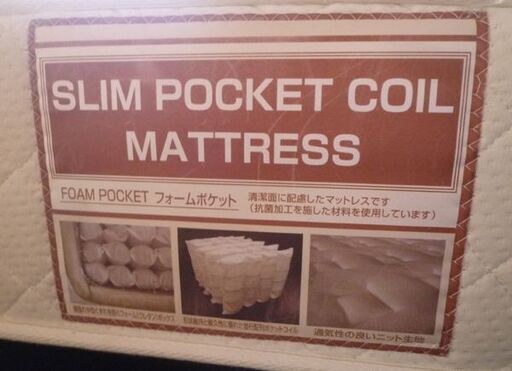 SLIM POCKET COIL
MATTRESS
FOAM POCKET フォームポケット
清潔面に配慮したマットレスです
(抗菌加工を施した材料を使用しています)
通気性の良いニット生地